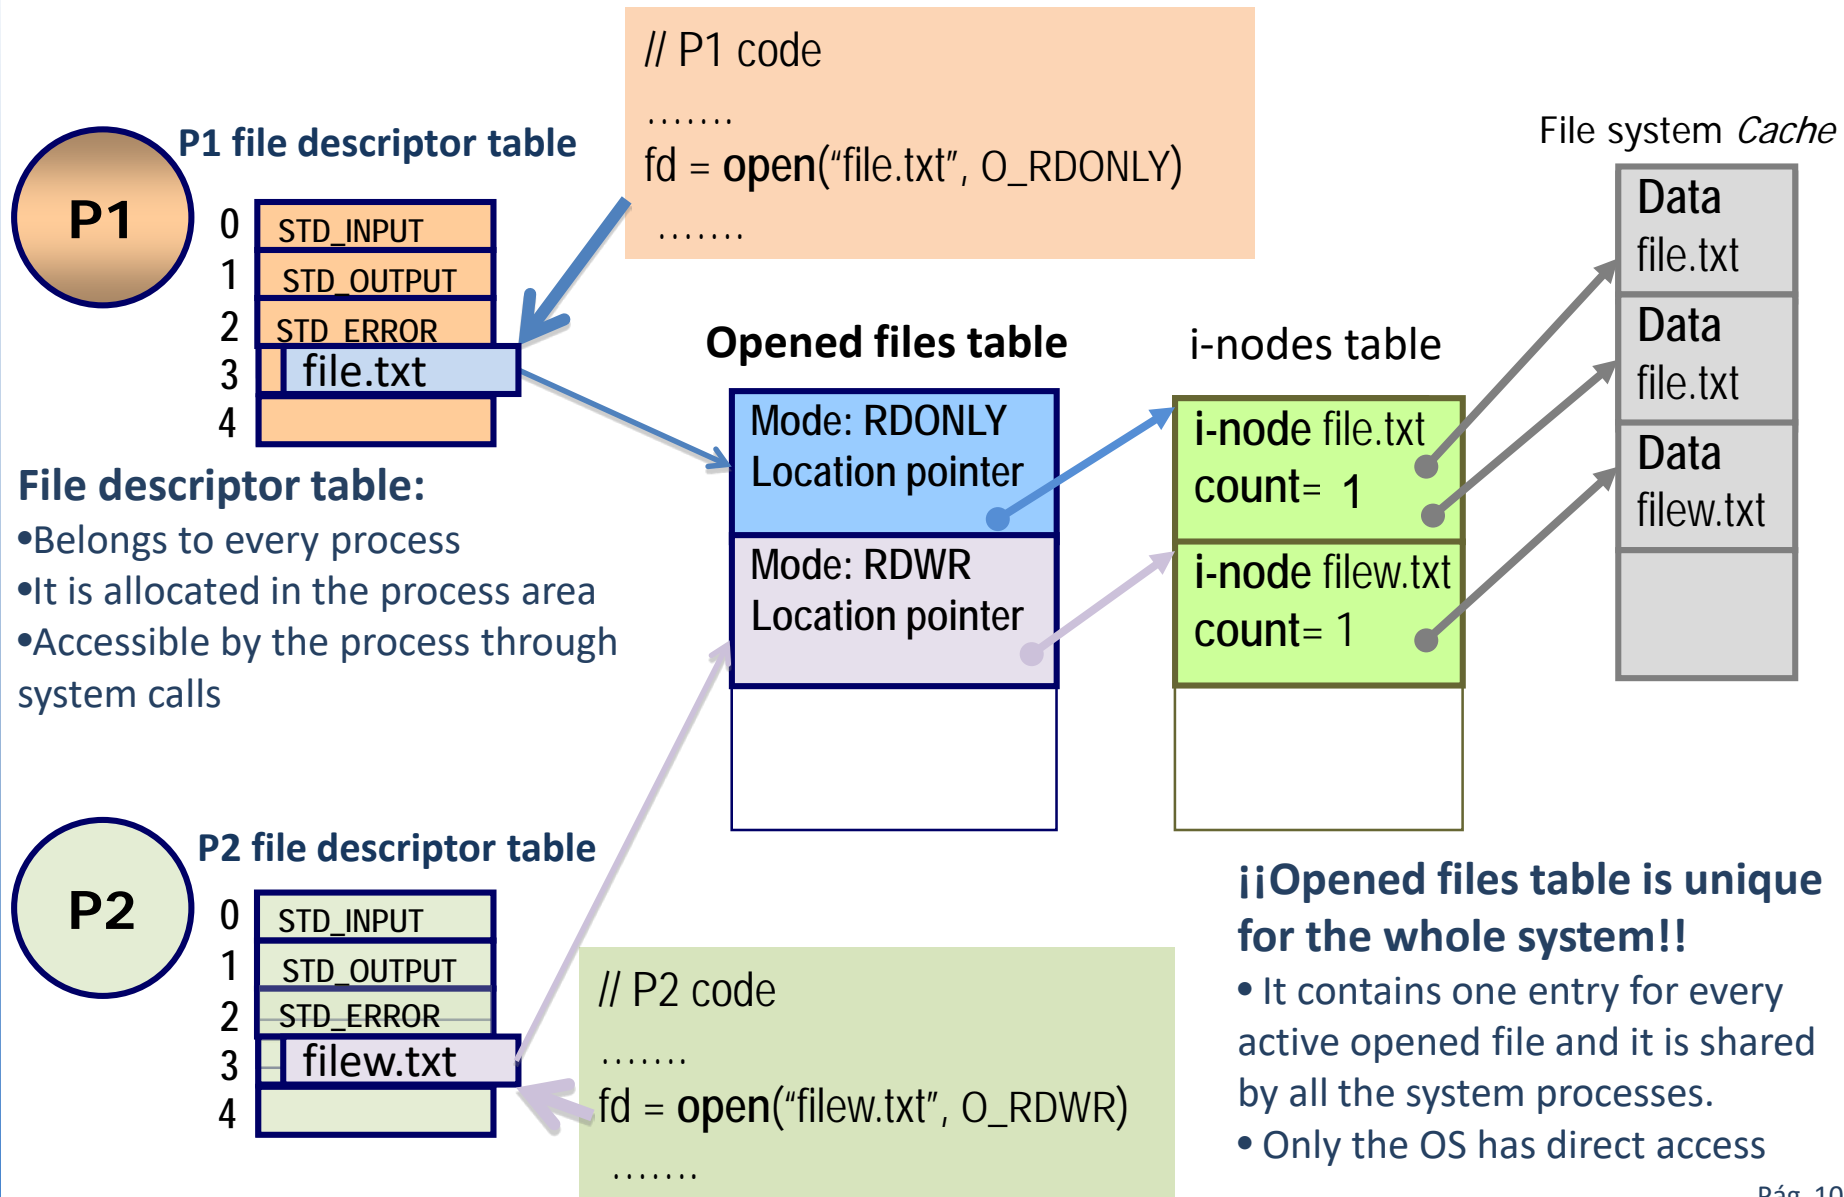 // P1 code
.......
fd = open(“file.txt”, O_RDONLY)
.......
P1
P1 file descriptor table
0 STD_INPUT
1 STD_OUTPUT
2 STD_ERROR
3 file.txt
4
File descriptor table:
•Belongs to every process
•It is allocated in the process area
•Accessible by the process through
system calls
Opened files table
Mode: RDONLY
Location pointer
Mode: RDWR
Location pointer
i-nodes table
i-node file.txt
count= 1
i-node filew.txt
count= 1
File system Cache
Data
file.txt
Data
file.txt
Data
filew.txt
P2
P2 file descriptor table
0 STD_INPUT
1 STD_OUTPUT
2 STD_ERROR
3 filew.txt
4
// P2 code
.......
fd = open(“filew.txt”, O_RDWR)
.......
¡¡Opened files table is unique
for the whole system!!
• It contains one entry for every
active opened file and it is shared
by all the system processes.
• Only the OS has direct access
Pág. 10